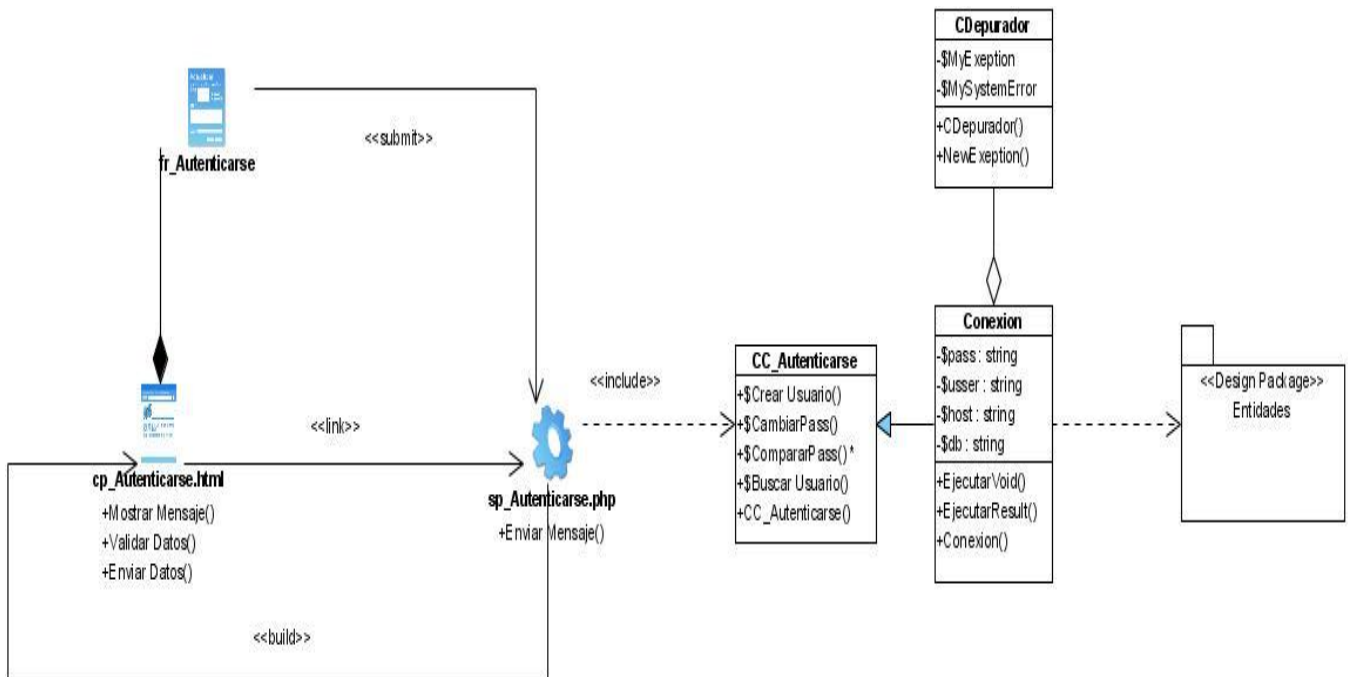 fr_Autenticarse
<<submit>>
cp_Autenticarse.html
+Mostrar Mensaje()
+Validar Datos()
+Enviar Datos()
<<link>>
<<build>>
sp_Autenticarse.php
+Enviar Mensaje()
<<include>>
CC_Autenticarse
+$Crear Usuario()
+$CambiarPass()
+$CompararPass() *
+$Buscar Usuario()
+CC_Autenticarse()
CDepurador
-$MyExeption
-$MySystemError
+CDepurador()
+NewExeption()
Conexion
-$pass : string
-$usser : string
-$host : string
-$db : string
+EjecutarVoid()
+EjecutarResult()
+Conexion()
<<Design Package>>
Entidades